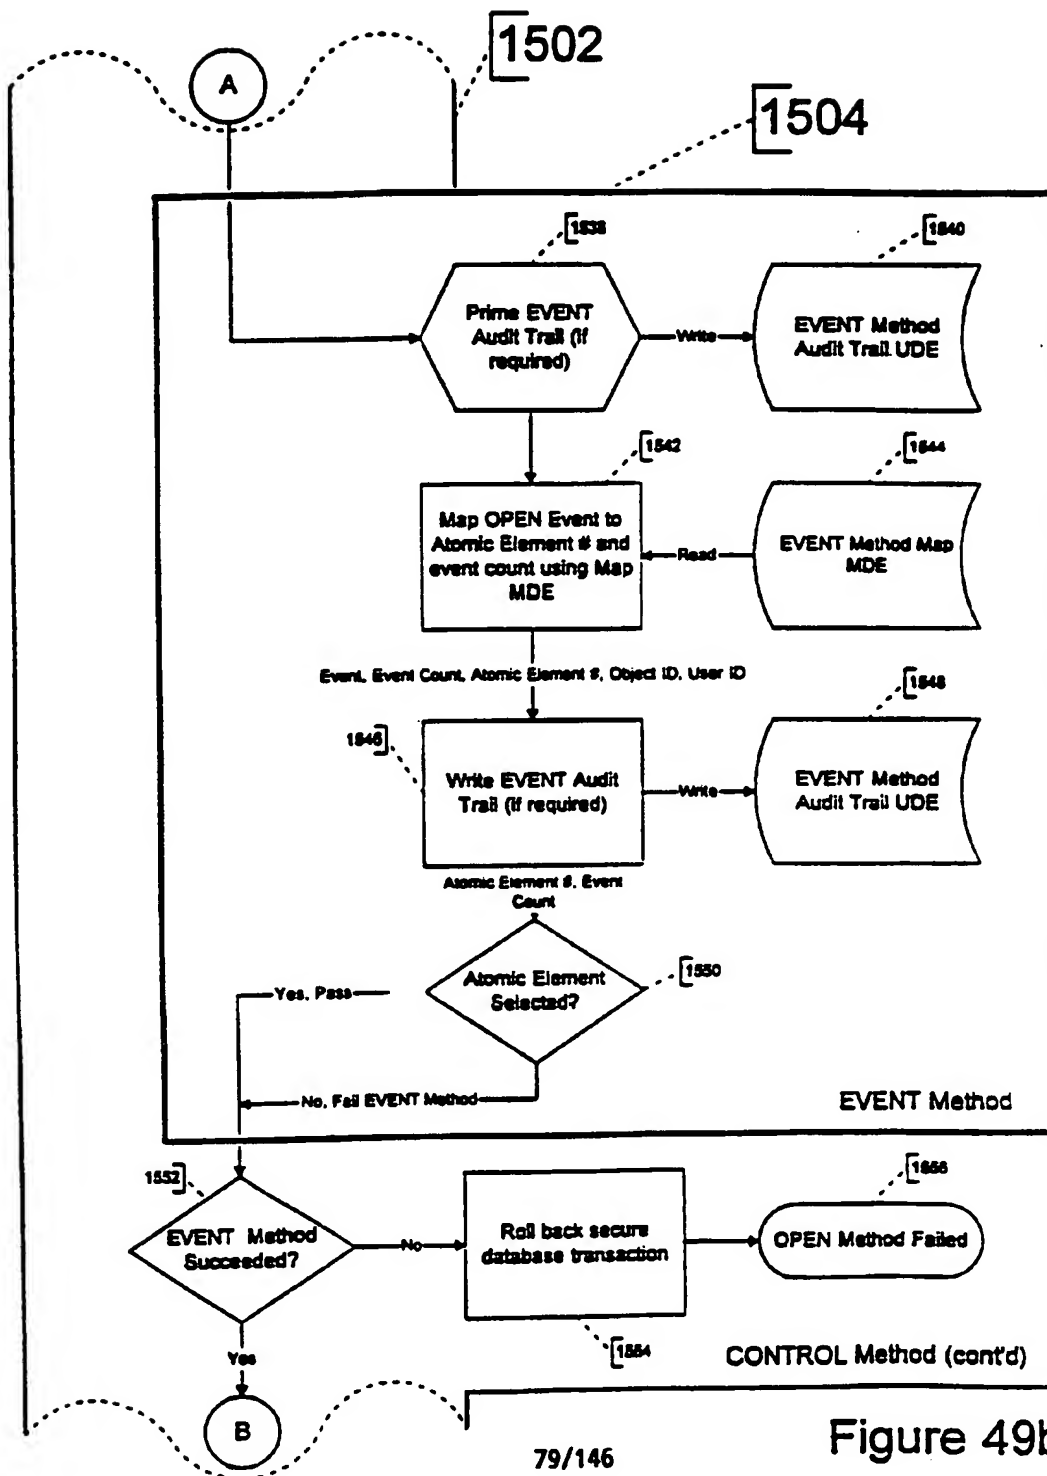 1502
A
1504
1538
1540
Prime EVENT
Audit Trail (if
required)
Write
EVENT Method
Audit Trail UDE
1542
1544
Map OPEN Event to
Atomic Element # and
event count using Map
MDE
Read
EVENT Method Map
MDE
Event, Event Count, Atomic Element #, Object ID, User ID
1546
1548
Write EVENT Audit
Trail (if required)
Write
EVENT Method
Audit Trail UDE
Atomic Element #, Event
Count
Atomic Element
Selected?
1550
Yes, Pass
No, Fail EVENT Method
EVENT Method
1552
EVENT Method
Succeeded?
No
Roll back secure
database transaction
1556
OPEN Method Failed
Yes
1554
CONTROL Method (cont'd)
B
Figure 49b
79/146